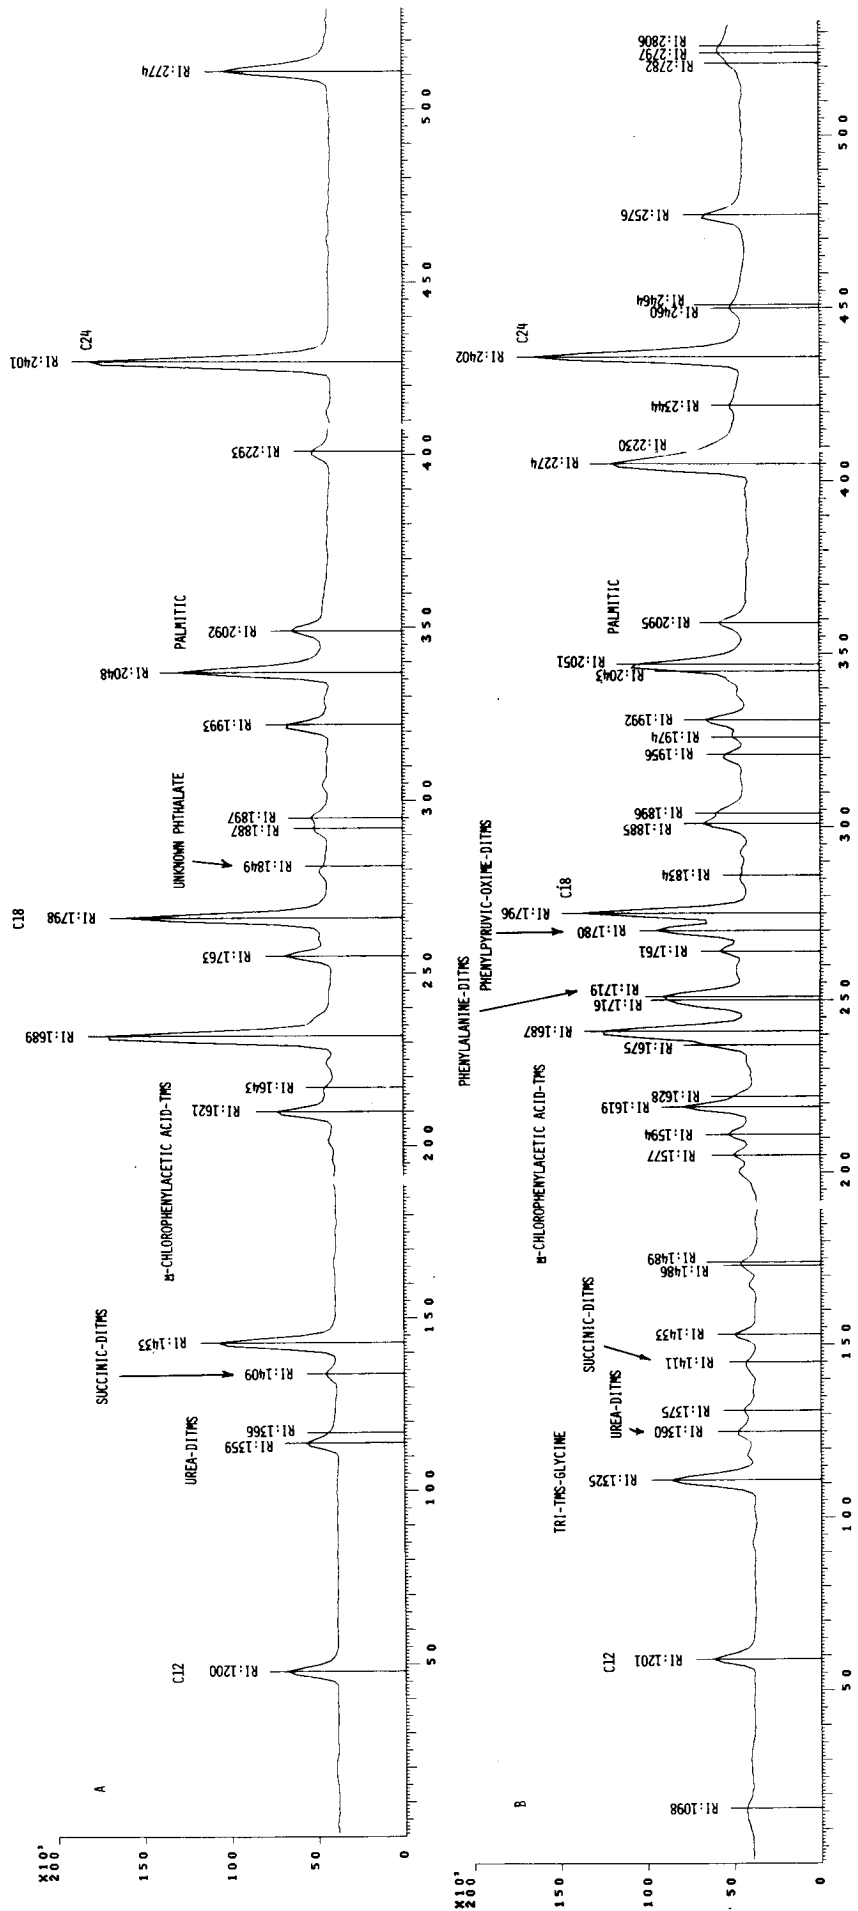 A
X10³
200
150
100
50
0
C12
RI:1200
UREA-DITMS
RI:1359
RI:1366
SUCCINIC-DITMS
RI:1409
RI:1433
m-CHLOROPHENYLACETIC ACID-TMS
RI:1621
RI:1643
RI:1689
RI:1763
C18
RI:1798
UNKNOWN PHTHALATE
RI:1849
RI:1887
RI:1897
RI:1993
RI:2048
PALMITIC
RI:2092
RI:2293
C24
RI:2401
RI:2774
50 100 150 200 250 300 350 400 450 500
B
X10³
200
150
100
50
0
RI:1098
C12
RI:1201
TRI-TMS-GLYCINE
RI:1325
UREA-DITMS
RI:1360
RI:1375
SUCCINIC-DITMS
RI:1411
RI:1433
RI:1486
RI:1489
m-CHLOROPHENYLACETIC ACID-TMS
RI:1577
RI:1594
RI:1619
RI:1628
RI:1675
RI:1687
PHENYLALANINE-DITMS
RI:1716
RI:1719
RI:1761
PHENYLPYRUVIC-OXIME-DITMS
RI:1780
C18
RI:1796
RI:1834
RI:1885
RI:1896
RI:1956
RI:1974
RI:1992
RI:2043
RI:2051
PALMITIC
RI:2095
RI:2274
RI:2230
RI:2344
C24
RI:2402
RI:2460
RI:2464
RI:2576
RI:2782
RI:2797
RI:2806
50 100 150 200 250 300 350 400 450 500